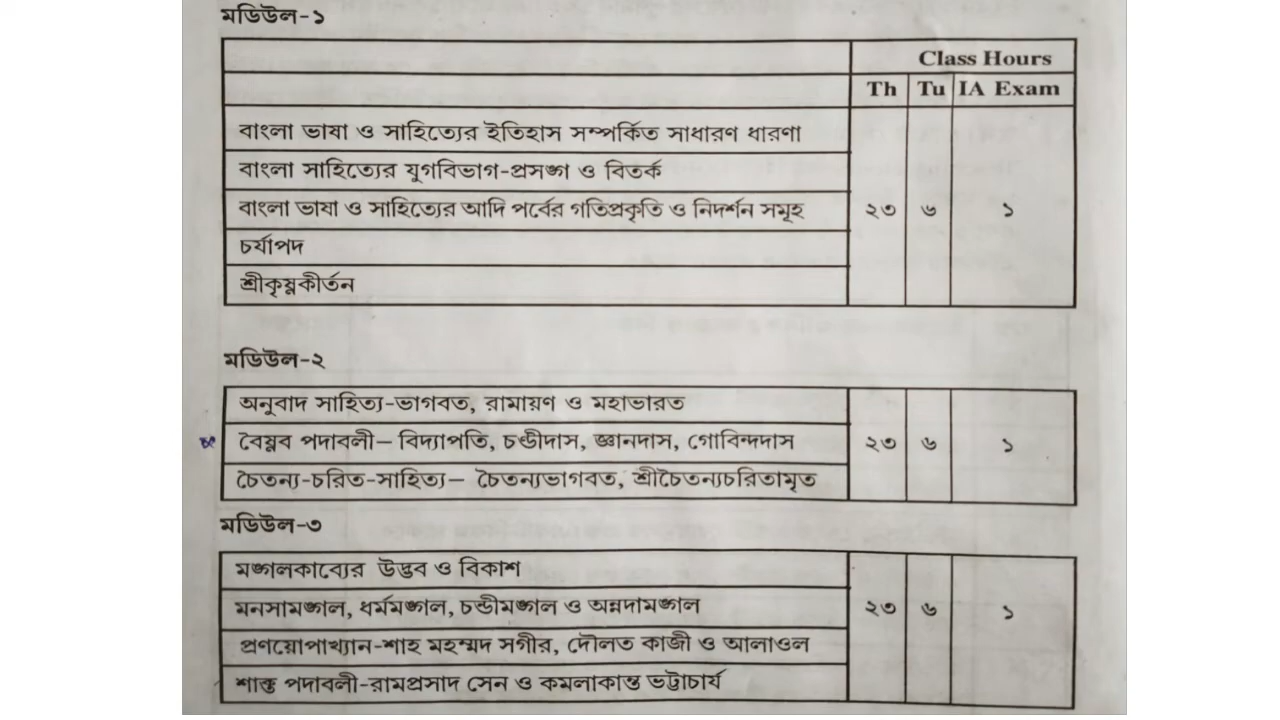 মডিউল-১
Class Hours
Th Tu IA Exam
বাংলা ভাষা ও সাহিত্যের ইতিহাস সম্পর্কিত সাধারণ ধারণা
বাংলা সাহিত্যের যুগবিভাগ-প্রসঙ্গ ও বিতর্ক
বাংলা ভাষা ও সাহিত্যের আদি পর্বের গতিপ্রকৃতি ও নিদর্শন সমূহ ২৩ ৬ ১
চর্যাপদ
শ্রীকৃষ্ণকীর্তন
মডিউল-২
অনুবাদ সাহিত্য-ভাগবত, রামায়ণ ও মহাভারত
বৈষ্ণব পদাবলী– বিদ্যাপতি, চণ্ডীদাস, জ্ঞানদাস, গোবিন্দদাস ২৩ ৬ ১
চৈতন্য-চরিত-সাহিত্য– চৈতন্যভাগবত, শ্রীচৈতন্যচরিতামৃত
মডিউল-৩
মঙ্গলকাব্যের উদ্ভব ও বিকাশ
মনসামঙ্গল, ধর্মমঙ্গল, চণ্ডীমঙ্গল ও অন্নদামঙ্গল ২৩ ৬ ১
প্রণয়োপাখ্যান-শাহ মহম্মদ সগীর, দৌলত কাজী ও আলাওল
শাক্ত পদাবলী-রামপ্রসাদ সেন ও কমলাকান্ত ভট্টাচার্য